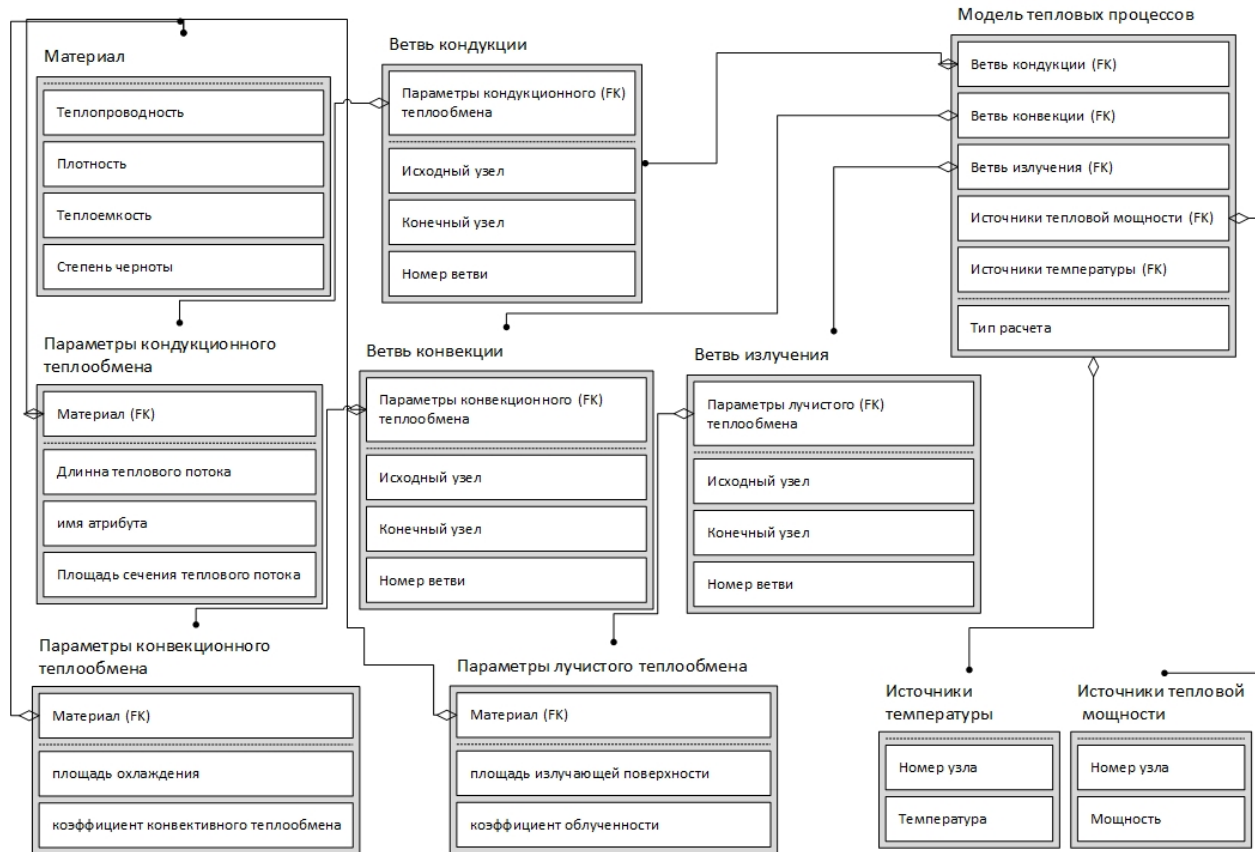 Модель тепловых процессов
Ветвь кондукции (FK)
Ветвь конвекции (FK)
Ветвь излучения (FK)
Источники тепловой мощности (FK)
Источники температуры (FK)
Тип расчета
Материал
Теплопроводность
Плотность
Теплоемкость
Степень черноты
Ветвь кондукции
Параметры кондукционного (FK)
теплообмена
Исходный узел
Конечный узел
Номер ветви
Параметры кондукционного
теплообмена
Материал (FK)
Длинна теплового потока
имя атрибута
Площадь сечения теплового потока
Ветвь конвекции
Параметры конвекционного (FK)
теплообмена
Исходный узел
Конечный узел
Номер ветви
Ветвь излучения
Параметры лучистого (FK)
теплообмена
Исходный узел
Конечный узел
Номер ветви
Параметры конвекционного
теплообмена
Материал (FK)
площадь охлаждения
коэффициент конвективного теплообмена
Параметры лучистого теплообмена
Материал (FK)
площадь излучающей поверхности
коэффициент облученности
Источники
температуры
Номер узла
Температура
Источники тепловой
мощности
Номер узла
Мощность